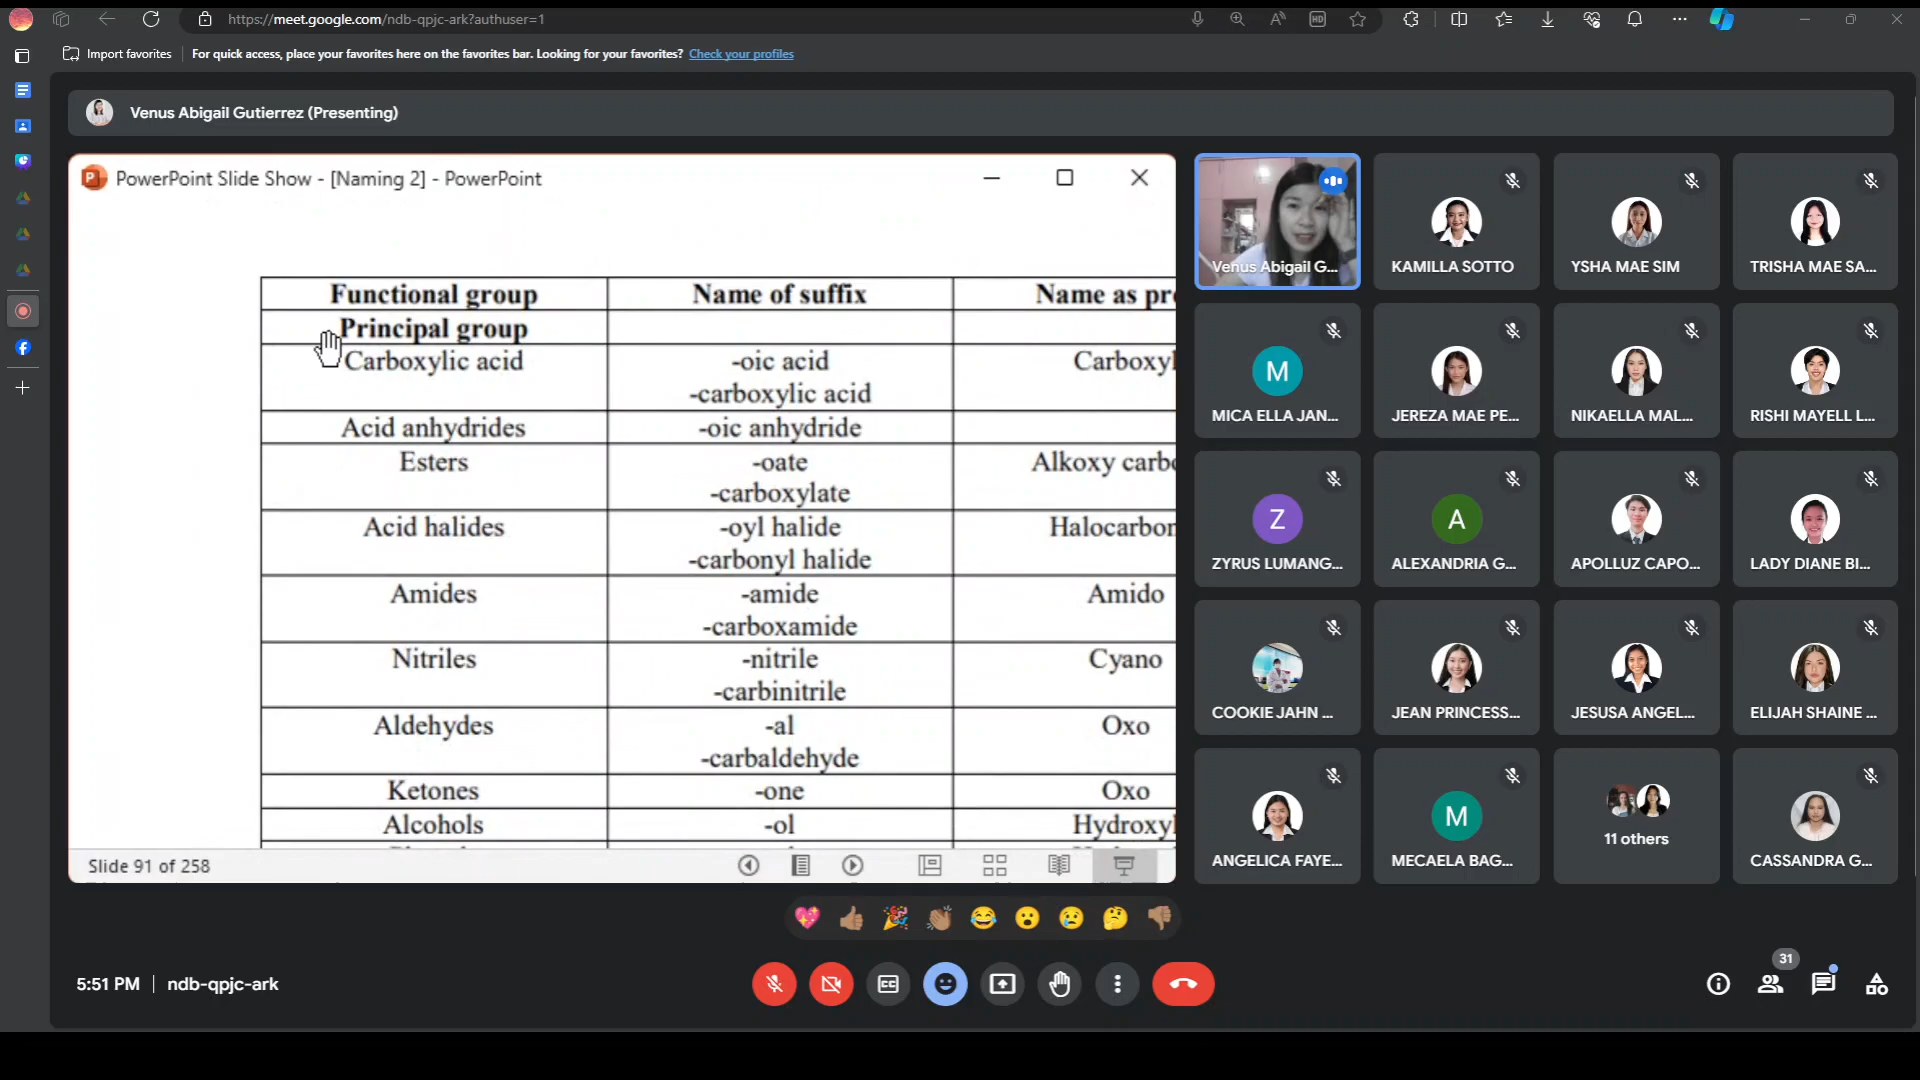 https://meet.google.com/ndb-qpjc-ark?authuser=1
Import favorites
For quick access, place your favorites here on the favorites bar. Looking for your favorites? Check your profiles
Venus Abigail Gutierrez (Presenting)
PowerPoint Slide Show - [Naming 2] - PowerPoint
Functional group Name of suffix Name as pr
Principal group
Carboxylic acid -oic acid Carboxyl
-carboxylic acid
Acid anhydrides -oic anhydride
Esters -oate Alkoxy carb
-carboxylate
Acid halides -oyl halide Halocarbon
-carbonyl halide
Amides -amide Amido
-carboxamide
Nitriles -nitrile Cyano
-carbinitrile
Aldehydes -al Oxo
-carbaldehyde
Ketones -one Oxo
Alcohols -ol Hydroxyl
Slide 91 of 258
Venus Abigail G...
KAMILLA SOTTO
YSHA MAE SIM
TRISHA MAE SA...
M
MICA ELLA JAN...
JEREZA MAE PE...
NIKAELLA MAL...
RISHI MAYELL L...
Z
ZYRUS LUMANG...
A
ALEXANDRIA G...
APOLLUZ CAPO...
LADY DIANE BI...
COOKIE JAHN ...
JEAN PRINCESS...
JESUSA ANGEL...
ELIJAH SHAINE ...
ANGELICA FAYE...
M
MECAELA BAG...
11 others
CASSANDRA G...
5:51 PM
ndb-qpjc-ark
31